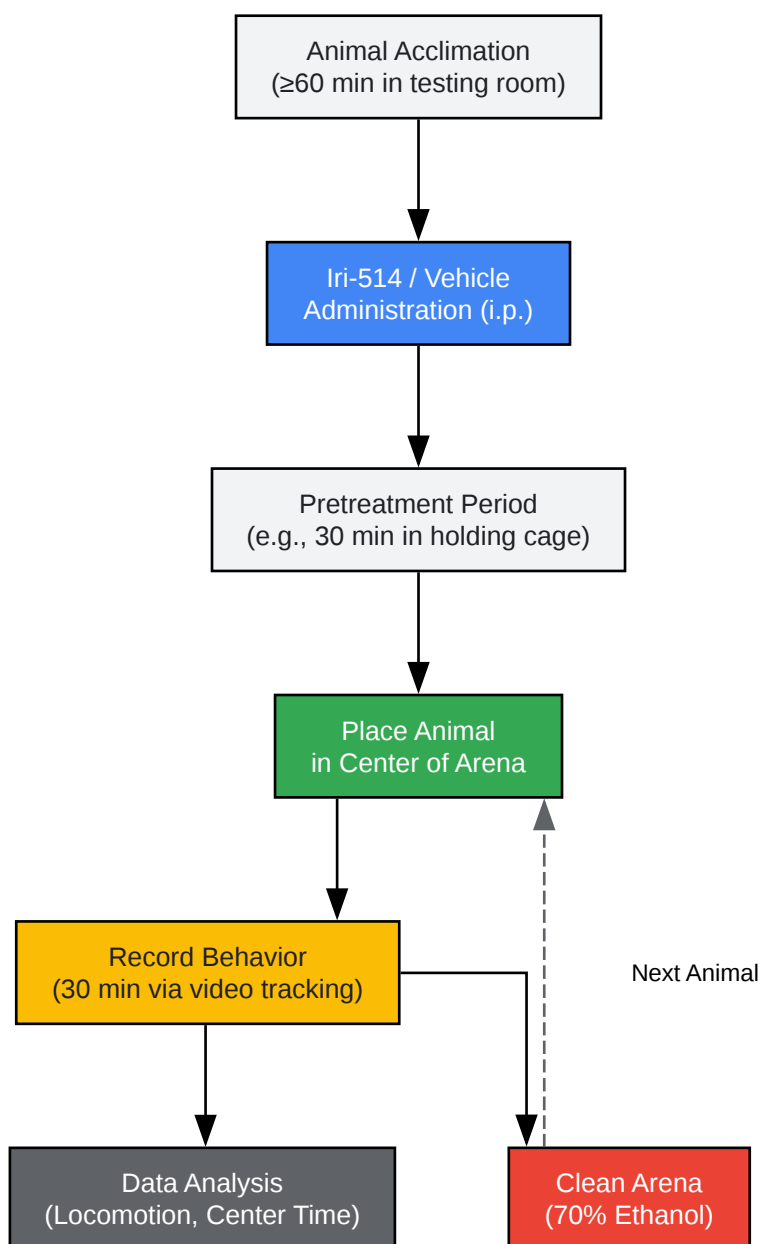 Animal Acclimation
(≥60 min in testing room)
Iri-514 / Vehicle
Administration (i.p.)
Pretreatment Period
(e.g., 30 min in holding cage)
Place Animal
in Center of Arena
Record Behavior
(30 min via video tracking)
Next Animal
Data Analysis
(Locomotion, Center Time)
Clean Arena
(70% Ethanol)